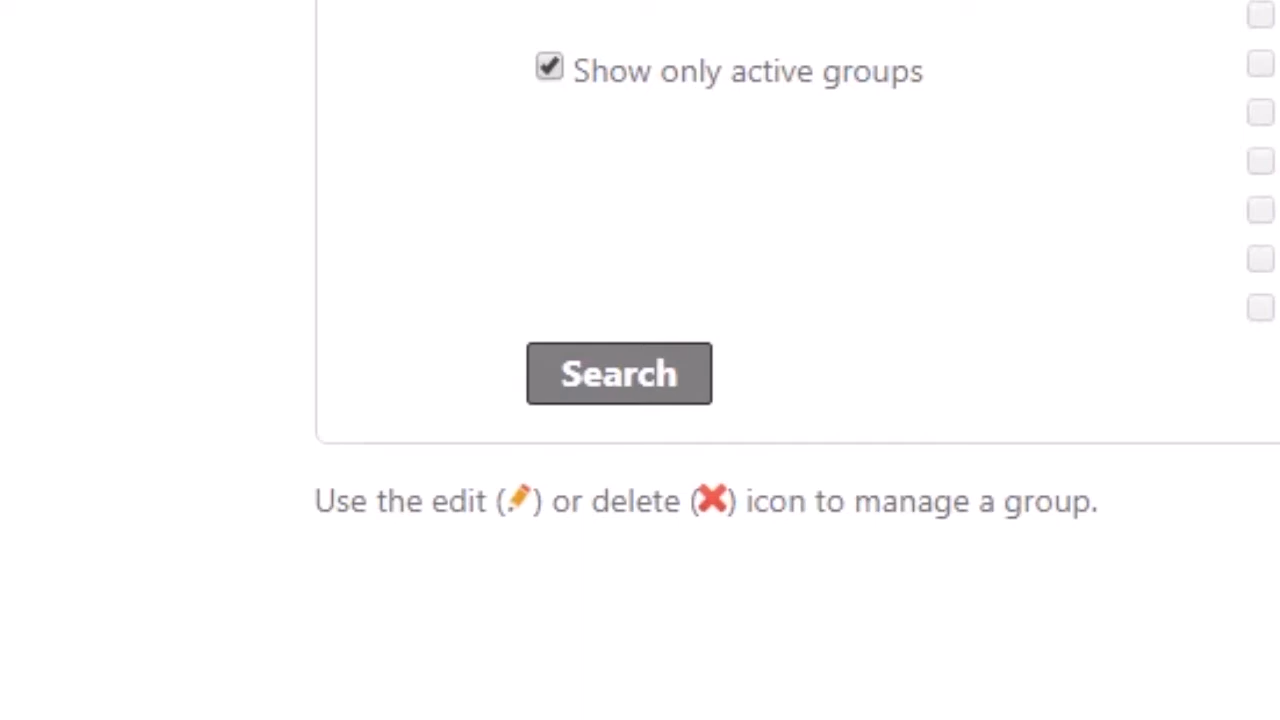 Show only active groups
Search
Use the edit () or delete () icon to manage a group.